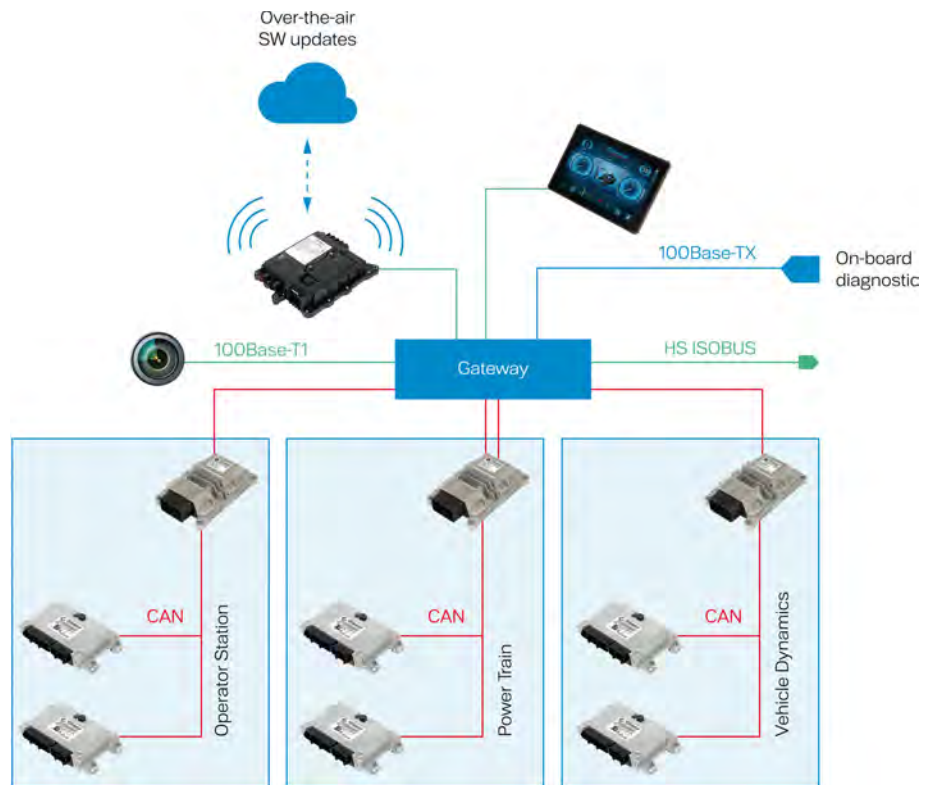 Over-the-air
SW updates
100Base-TX
On-board
diagnostic
100Base-T1
HS ISOBUS
Gateway
CAN
Operator Station
CAN
Power Train
CAN
Vehicle Dynamics